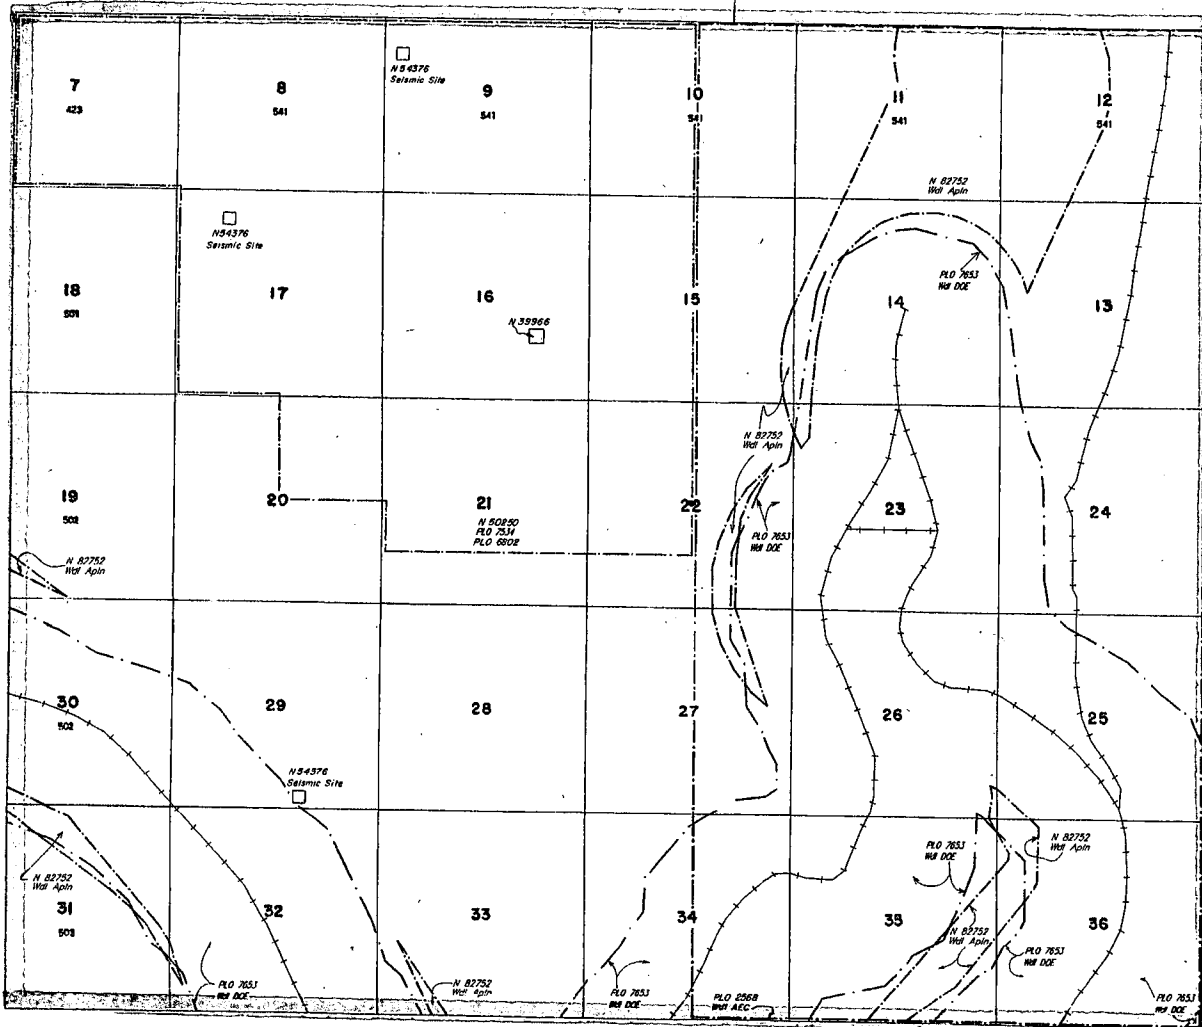 7
423
8
541
N 54376
Seismic Site
9
541
10
541
11
541
12
541
N 82752
Wdl Apln
18
501
N54376
Seismic Site
17
16
N 39966
15
14
PLO 7653
Wdl DOE
13
19
502
20
21
N 50250
PLO 7534
PLO 6802
22
N 82752
Wdl Apln
PLO 7653
Wdl DOE
23
24
N 82752
Wdl Apln
30
502
29
N54376
Seismic Site
28
27
26
25
N 82752
Wdl Apln
31
503
32
PLO 7653
Wdl DOE
33
N 82752
Wdl Apln
PLO 7653
Wdl DOE
34
PLO 2568
Wdl AEC
35
PLO 7653
Wdl DOE
N 82752
Wdl Apln
N 82752
Wdl Apln
PLO 7653
Wdl DOE
36
PLO 7653
Wdl DOE